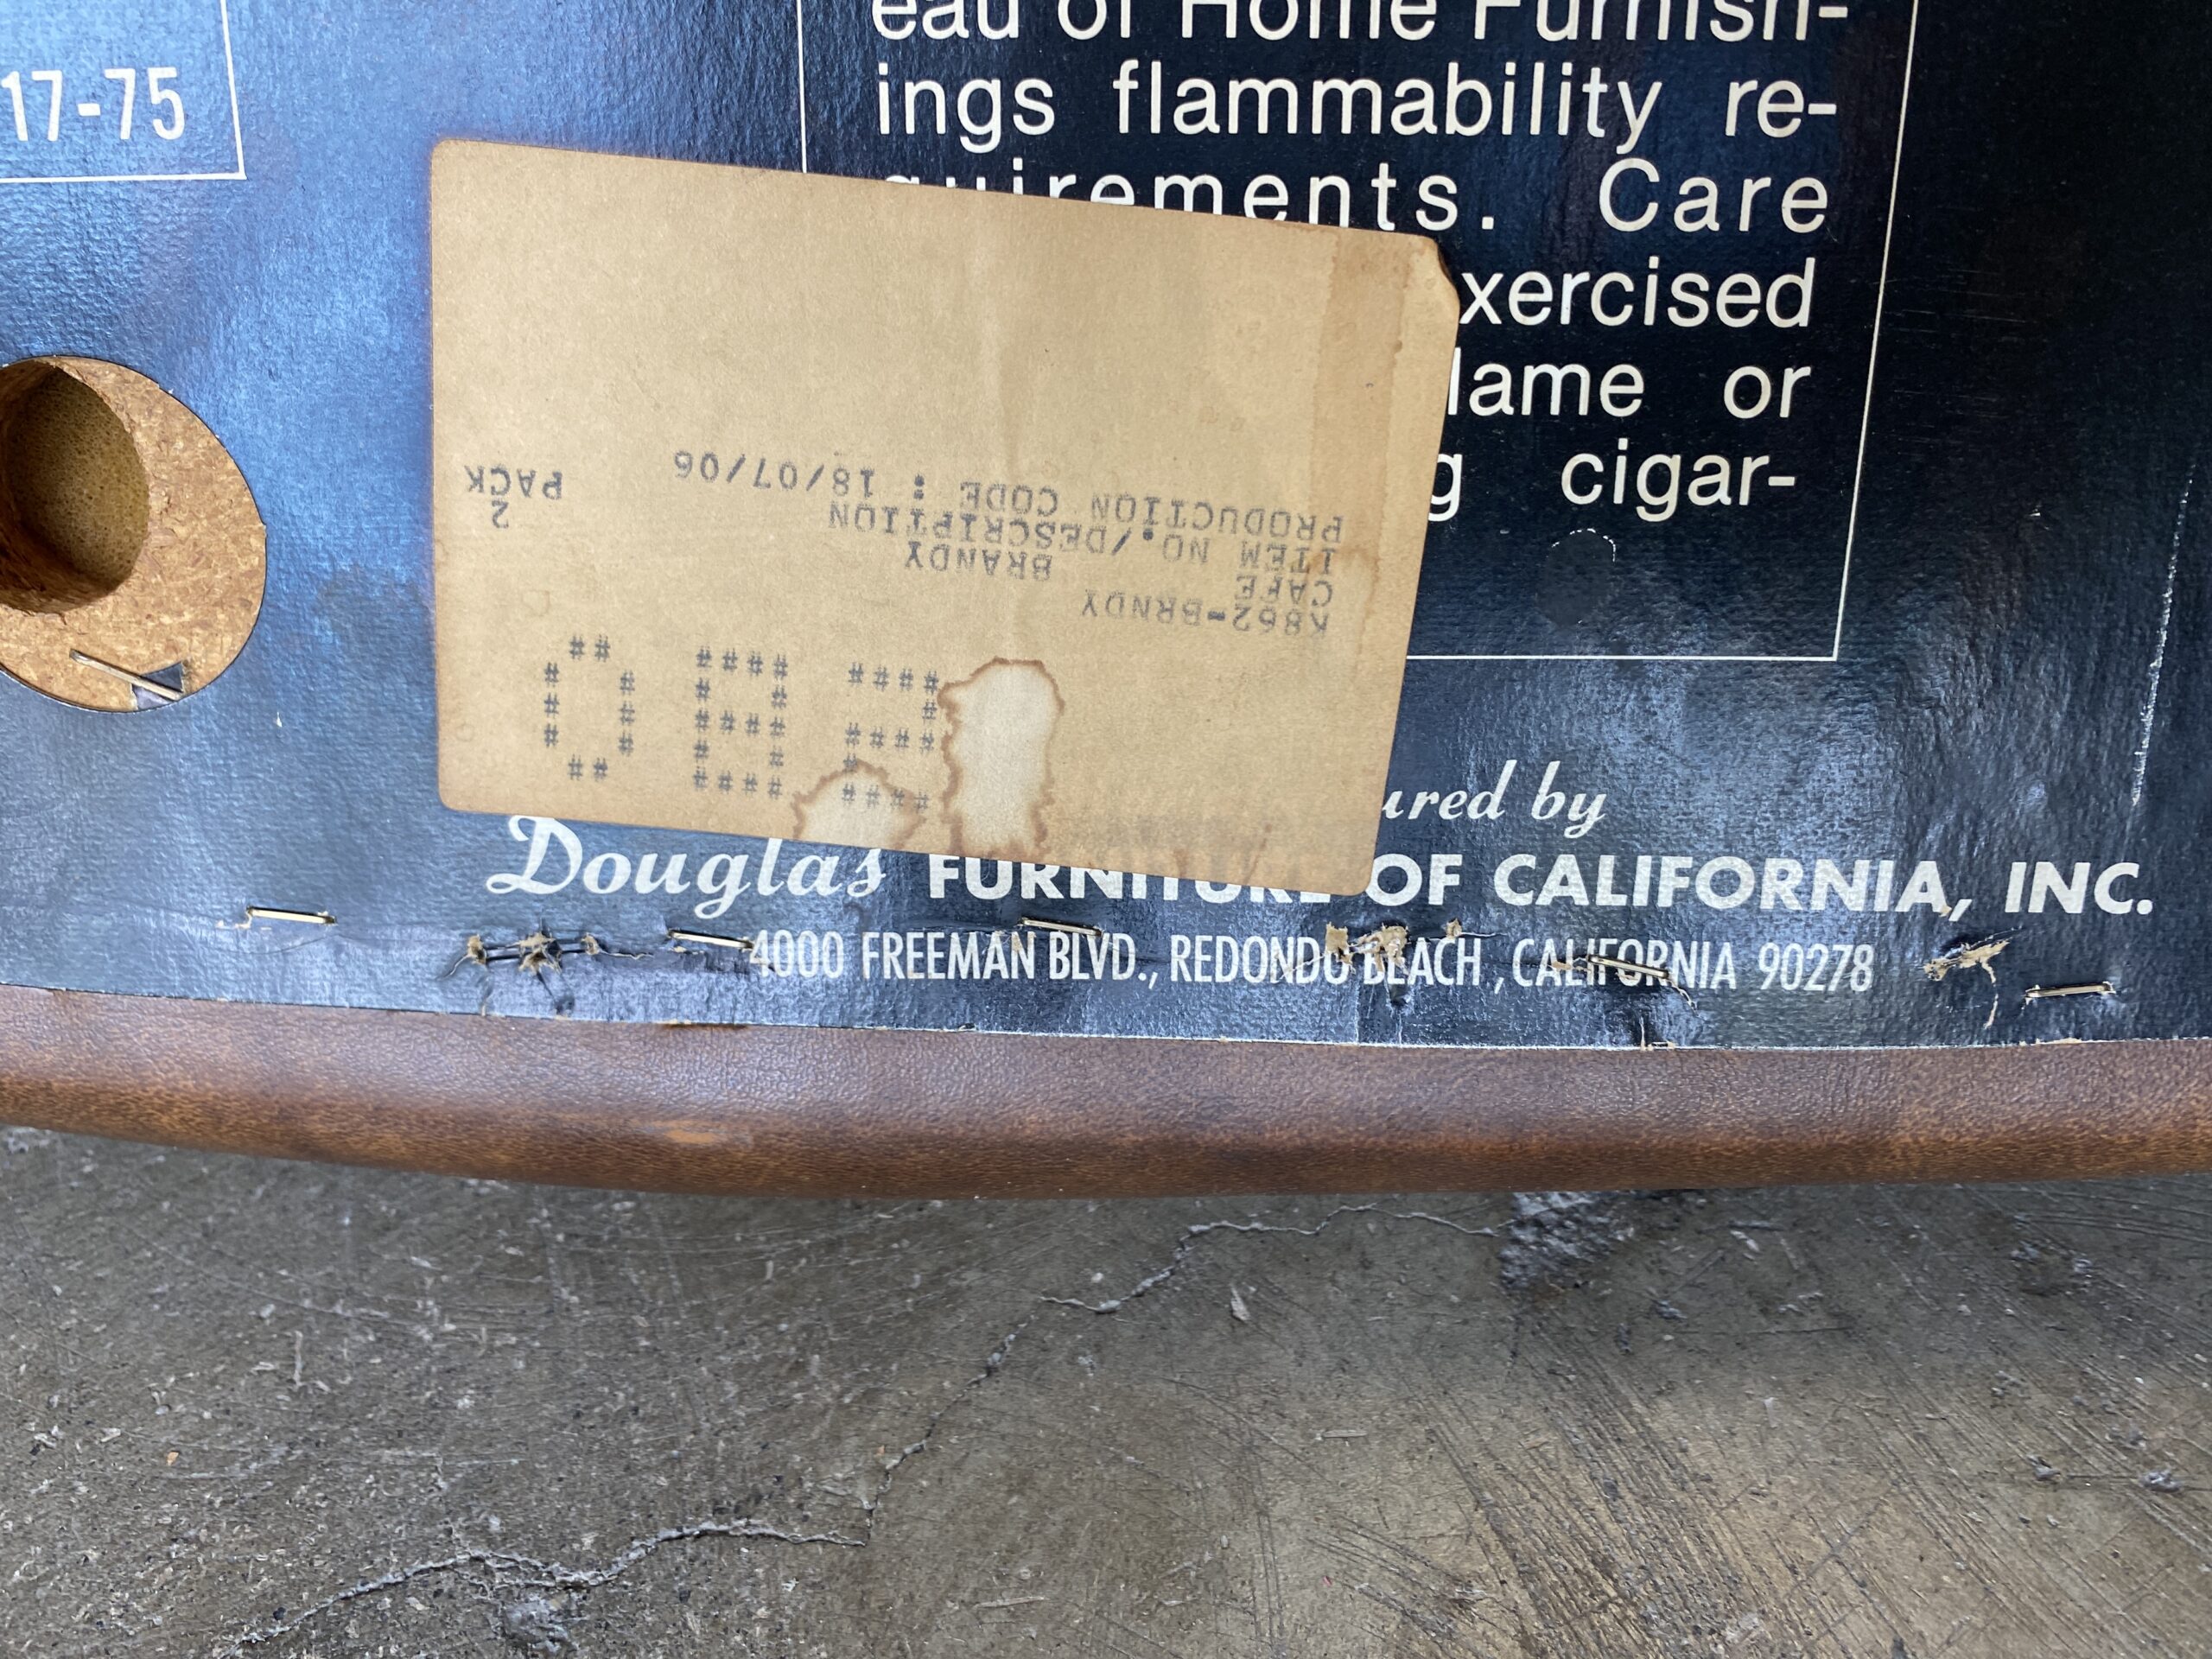 17-75
eau of Home Furnish-
ings flammability re-
quirements. Care
xercised
lame or
g cigar-
280
K862-BRNDY
CAFE BRANDY
ITEM NO./DESCRIPTION 2
PRODUCTION CODE : 18/07/06 PACK
ured by
Douglas FURNITURE OF CALIFORNIA, INC.
4000 FREEMAN BLVD., REDONDO BEACH, CALIFORNIA 90278